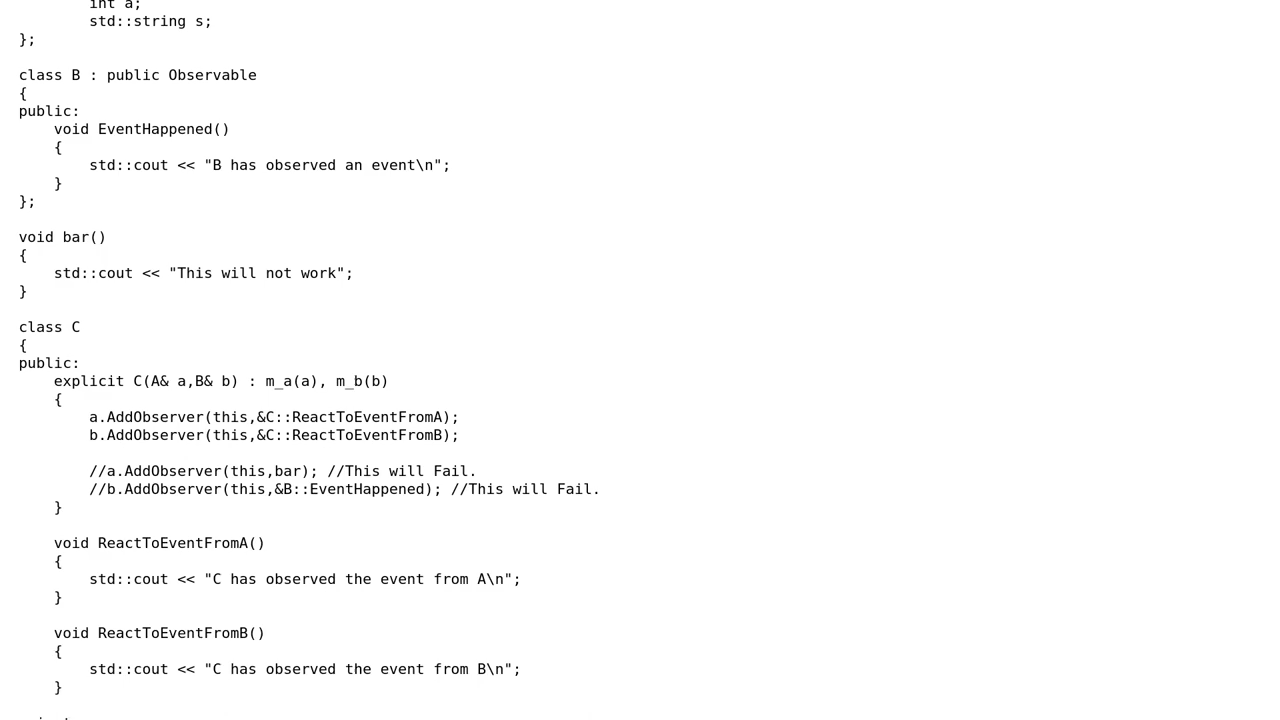 int a;
std::string s;
};
class B : public Observable
{
public:
void EventHappened()
{
std::cout << "B has observed an event\n";
}
};
void bar()
{
std::cout << "This will not work";
}
class C
{
public:
explicit C(A& a,B& b) : m_a(a), m_b(b)
{
a.AddObserver(this,&C::ReactToEventFromA);
b.AddObserver(this,&C::ReactToEventFromB);
//a.AddObserver(this,bar); //This will Fail.
//b.AddObserver(this,&B::EventHappened); //This will Fail.
}
void ReactToEventFromA()
{
std::cout << "C has observed the event from A\n";
}
void ReactToEventFromB()
{
std::cout << "C has observed the event from B\n";
}